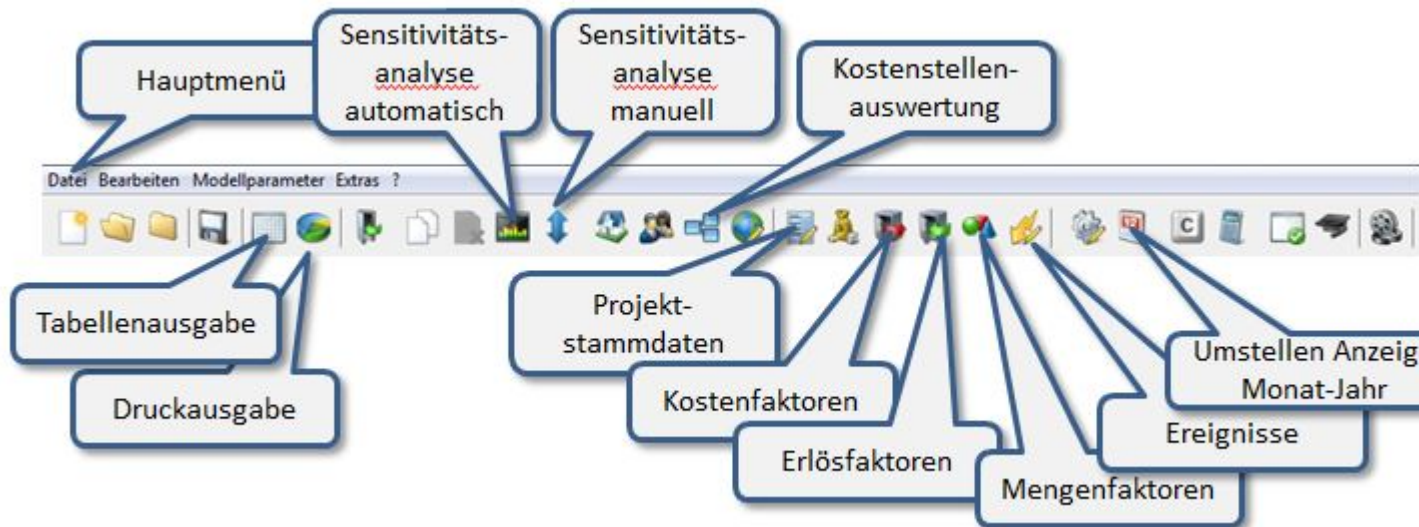 Hauptmenü
Sensitivitäts-
analyse
automatisch
Sensitivitäts-
analyse
manuell
Kostenstellen-
auswertung
Datei Bearbeiten Modellparameter Extras ?
C
12
Tabellenausgabe
Druckausgabe
Projekt-
stammdaten
Kostenfaktoren
Erlösfaktoren
Mengenfaktoren
Ereignisse
Umstellen Anzeig
Monat-Jahr